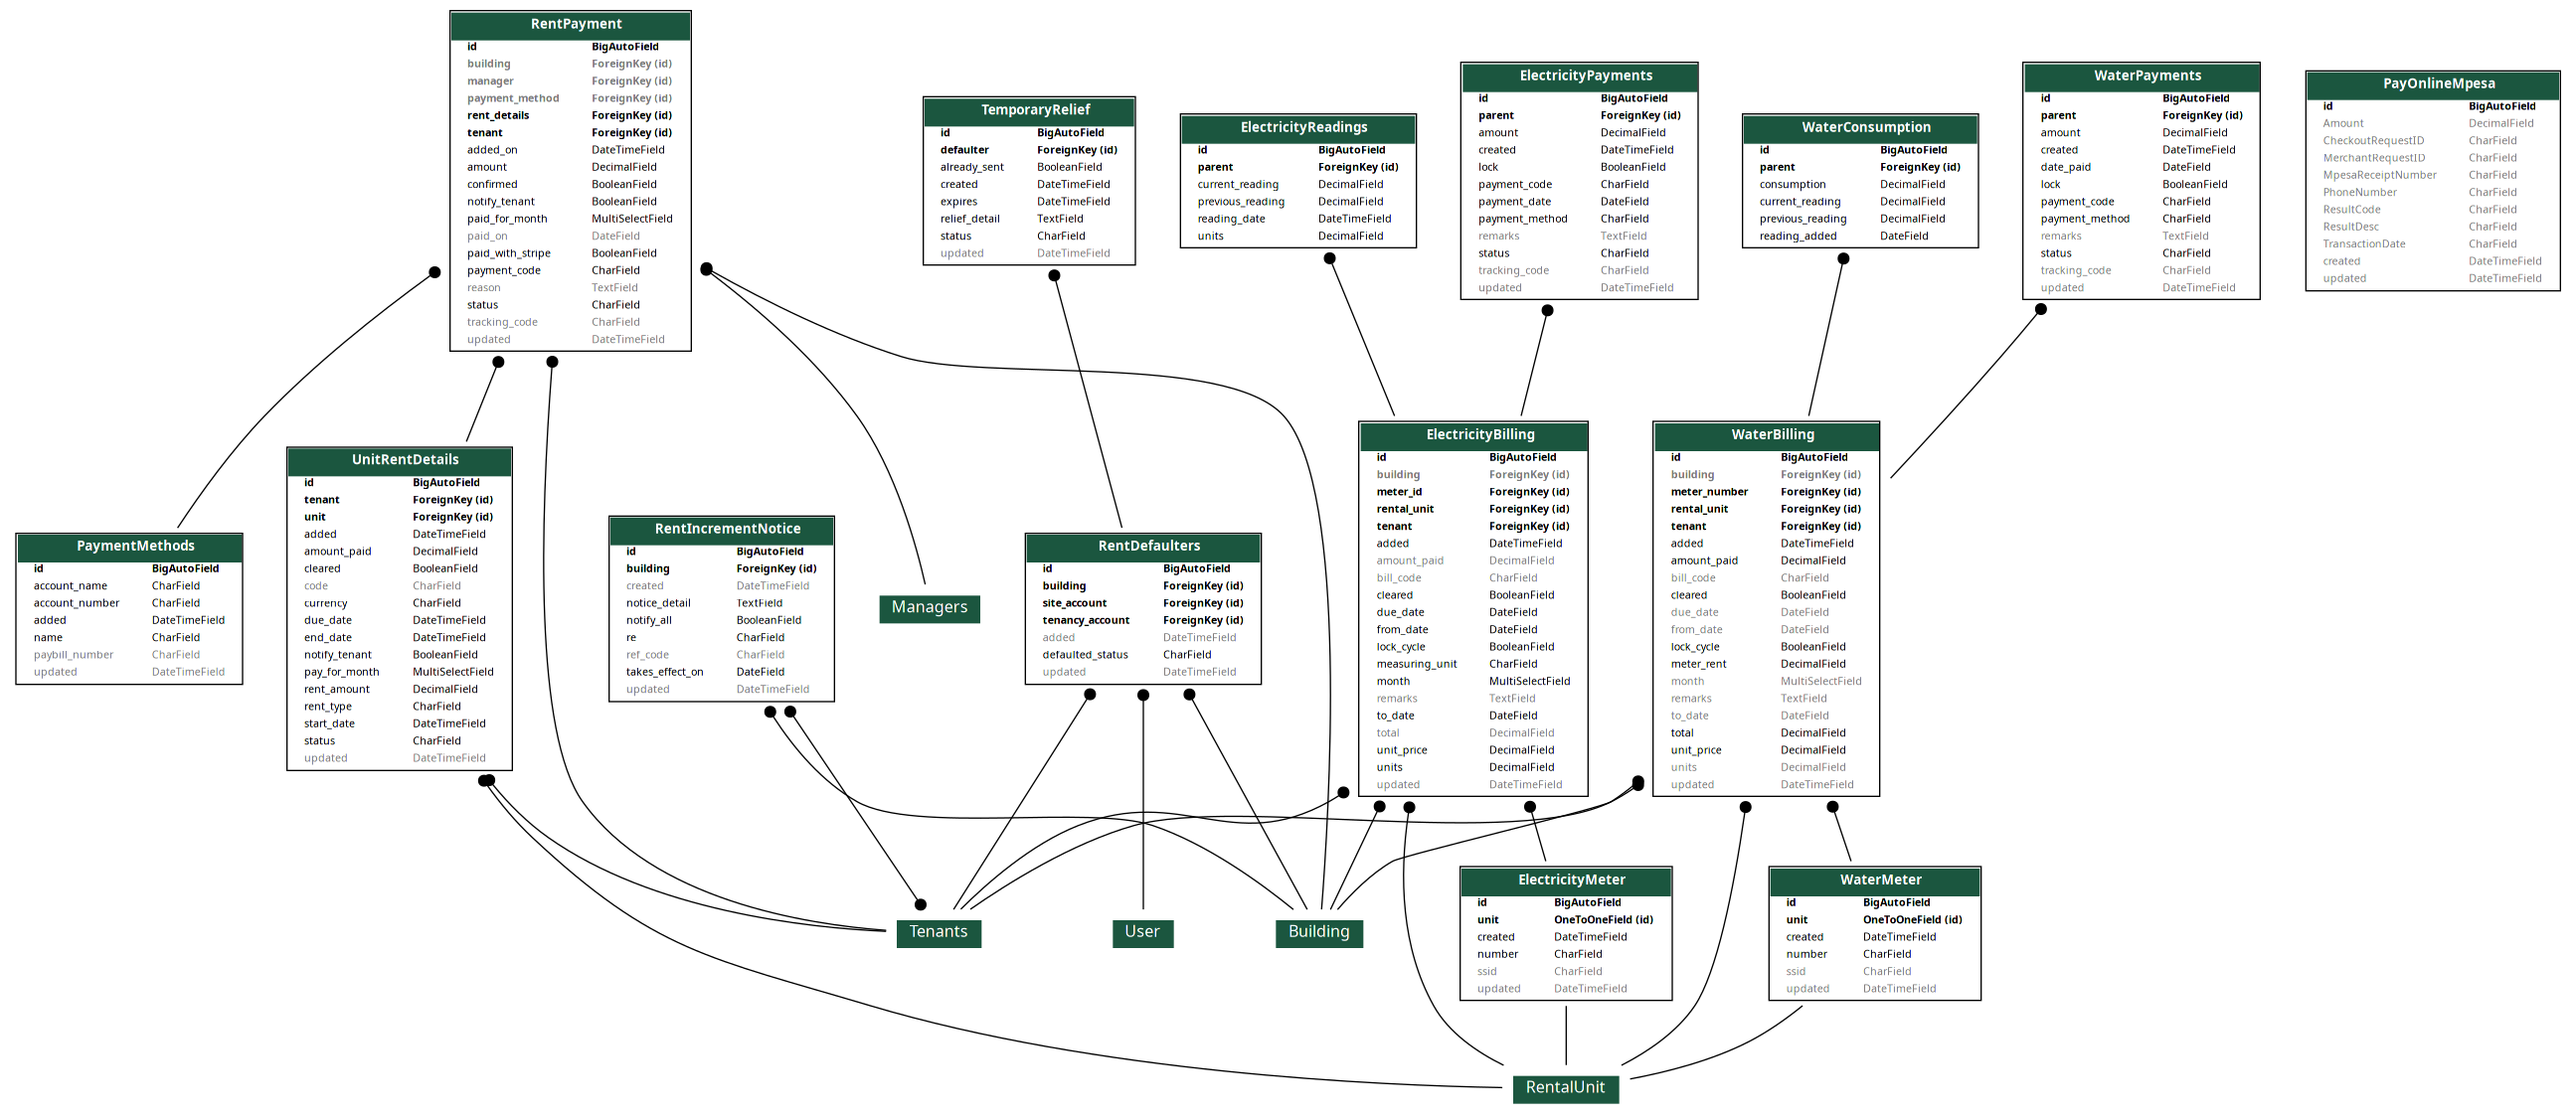 RentPayment
id BigAutoField
building ForeignKey (id)
manager ForeignKey (id)
payment_method ForeignKey (id)
rent_details ForeignKey (id)
tenant ForeignKey (id)
added_on DateTimeField
amount DecimalField
confirmed BooleanField
notify_tenant BooleanField
paid_for_month MultiSelectField
paid_on DateField
paid_with_stripe BooleanField
payment_code CharField
reason TextField
status CharField
tracking_code CharField
updated DateTimeField
TemporaryRelief
id BigAutoField
defaulter ForeignKey (id)
already_sent BooleanField
created DateTimeField
expires DateTimeField
relief_detail TextField
status CharField
updated DateTimeField
ElectricityReadings
id BigAutoField
parent ForeignKey (id)
current_reading DecimalField
previous_reading DecimalField
reading_date DateTimeField
units DecimalField
ElectricityPayments
id BigAutoField
parent ForeignKey (id)
amount DecimalField
created DateTimeField
lock BooleanField
payment_code CharField
payment_date DateField
payment_method CharField
remarks TextField
status CharField
tracking_code CharField
updated DateTimeField
WaterConsumption
id BigAutoField
parent ForeignKey (id)
consumption DecimalField
current_reading DecimalField
previous_reading DecimalField
reading_added DateField
WaterPayments
id BigAutoField
parent ForeignKey (id)
amount DecimalField
created DateTimeField
date_paid DateField
lock BooleanField
payment_code CharField
payment_method CharField
remarks TextField
status CharField
tracking_code CharField
updated DateTimeField
PayOnlineMpesa
id BigAutoField
Amount DecimalField
CheckoutRequestID CharField
MerchantRequestID CharField
MpesaReceiptNumber CharField
PhoneNumber CharField
ResultCode CharField
ResultDesc CharField
TransactionDate CharField
created DateTimeField
updated DateTimeField
PaymentMethods
id BigAutoField
account_name CharField
account_number CharField
added DateTimeField
name CharField
paybill_number CharField
updated DateTimeField
UnitRentDetails
id BigAutoField
tenant ForeignKey (id)
unit ForeignKey (id)
added DateTimeField
amount_paid DecimalField
cleared BooleanField
code CharField
currency CharField
due_date DateTimeField
end_date DateTimeField
notify_tenant BooleanField
pay_for_month MultiSelectField
rent_amount DecimalField
rent_type CharField
start_date DateTimeField
status CharField
updated DateTimeField
RentIncrementNotice
id BigAutoField
building ForeignKey (id)
created DateTimeField
notice_detail TextField
notify_all BooleanField
re CharField
ref_code CharField
takes_effect_on DateField
updated DateTimeField
Managers
RentDefaulters
id BigAutoField
building ForeignKey (id)
site_account ForeignKey (id)
tenancy_account ForeignKey (id)
added DateTimeField
defaulted_status CharField
updated DateTimeField
ElectricityBilling
id BigAutoField
building ForeignKey (id)
meter_id ForeignKey (id)
rental_unit ForeignKey (id)
tenant ForeignKey (id)
added DateTimeField
amount_paid DecimalField
bill_code CharField
cleared BooleanField
due_date DateField
from_date DateField
lock_cycle BooleanField
measuring_unit CharField
month MultiSelectField
remarks TextField
to_date DateField
total DecimalField
unit_price DecimalField
units DecimalField
updated DateTimeField
WaterBilling
id BigAutoField
building ForeignKey (id)
meter_number ForeignKey (id)
rental_unit ForeignKey (id)
tenant ForeignKey (id)
added DateTimeField
amount_paid DecimalField
bill_code CharField
cleared BooleanField
due_date DateField
from_date DateField
lock_cycle BooleanField
meter_rent DecimalField
month MultiSelectField
remarks TextField
to_date DateField
total DecimalField
unit_price DecimalField
units DecimalField
updated DateTimeField
Tenants
User
Building
ElectricityMeter
id BigAutoField
unit OneToOneField (id)
created DateTimeField
number CharField
ssid CharField
updated DateTimeField
WaterMeter
id BigAutoField
unit OneToOneField (id)
created DateTimeField
number CharField
ssid CharField
updated DateTimeField
RentalUnit